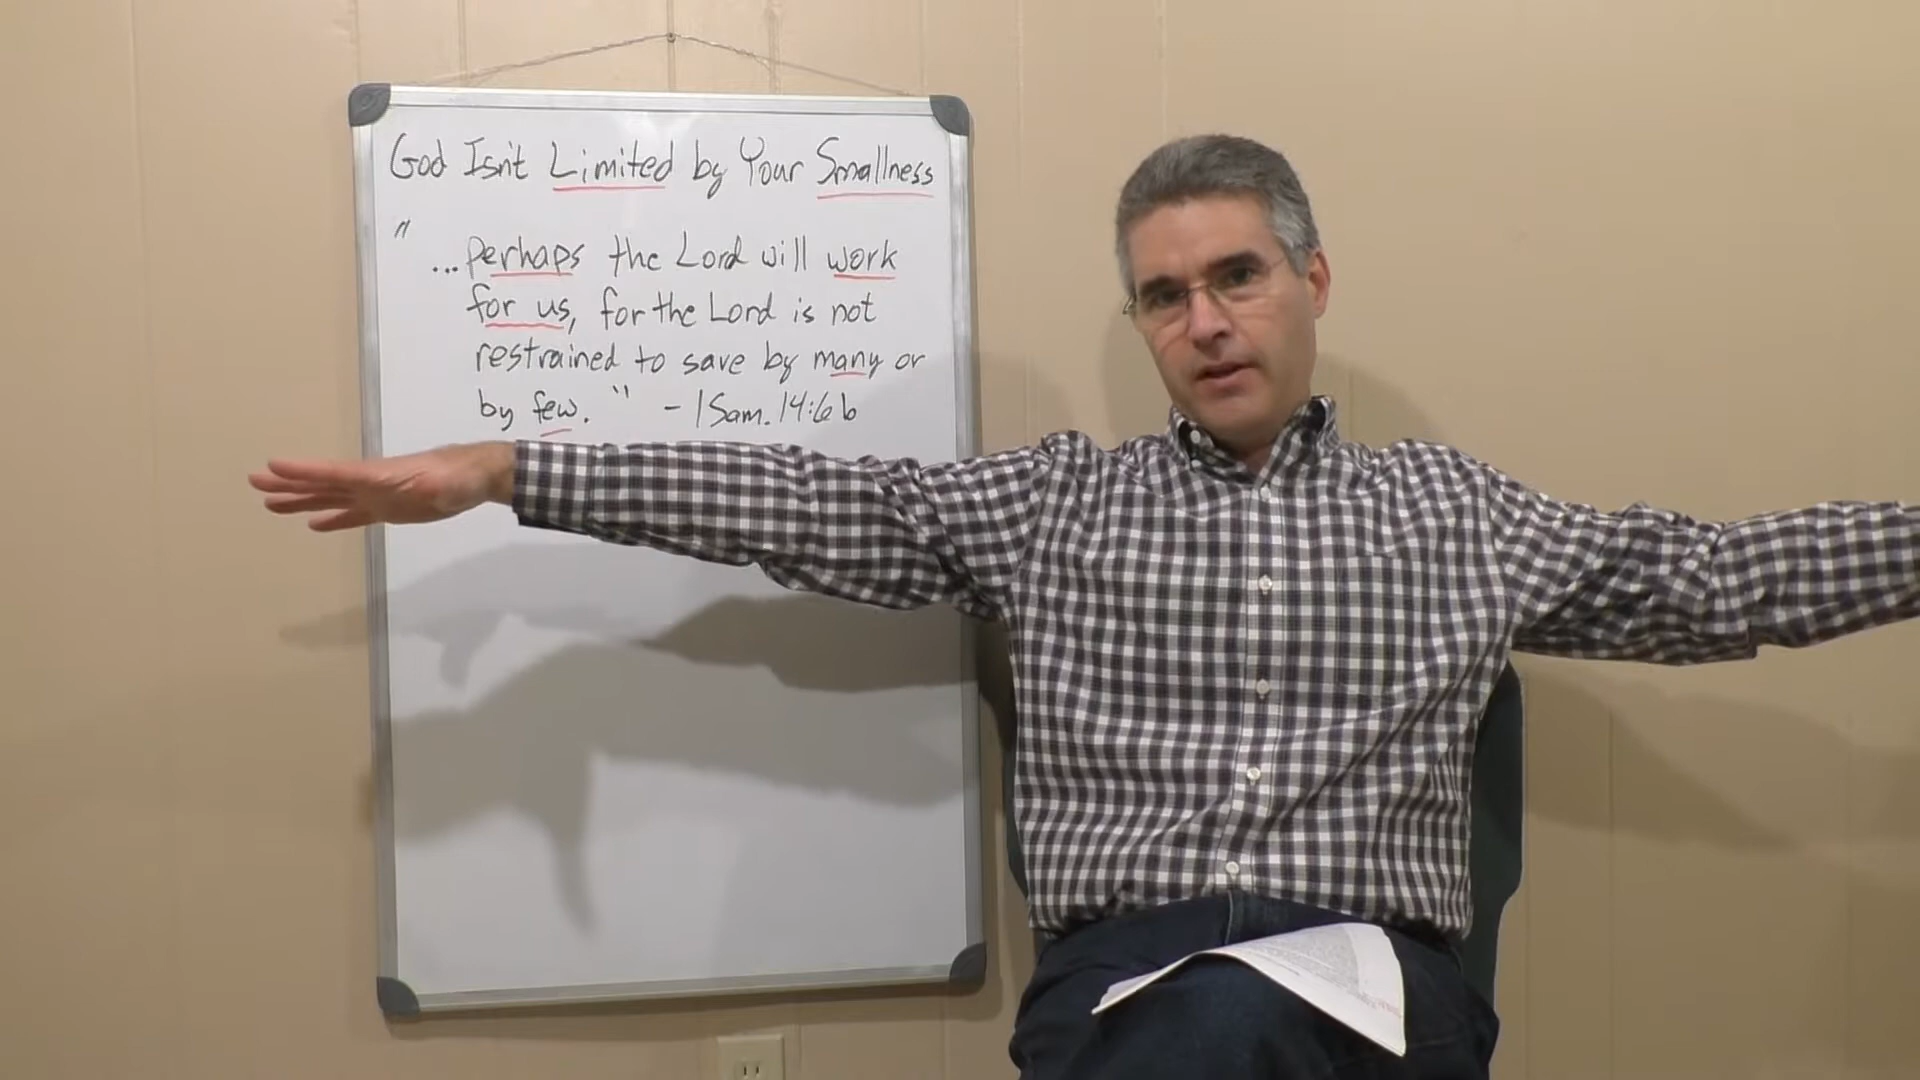 God Isn't Limited by Your Smallness
"
...perhaps the Lord will work
for us, for the Lord is not
restrained to save by many or
by few." - 1 Sam. 14:6b